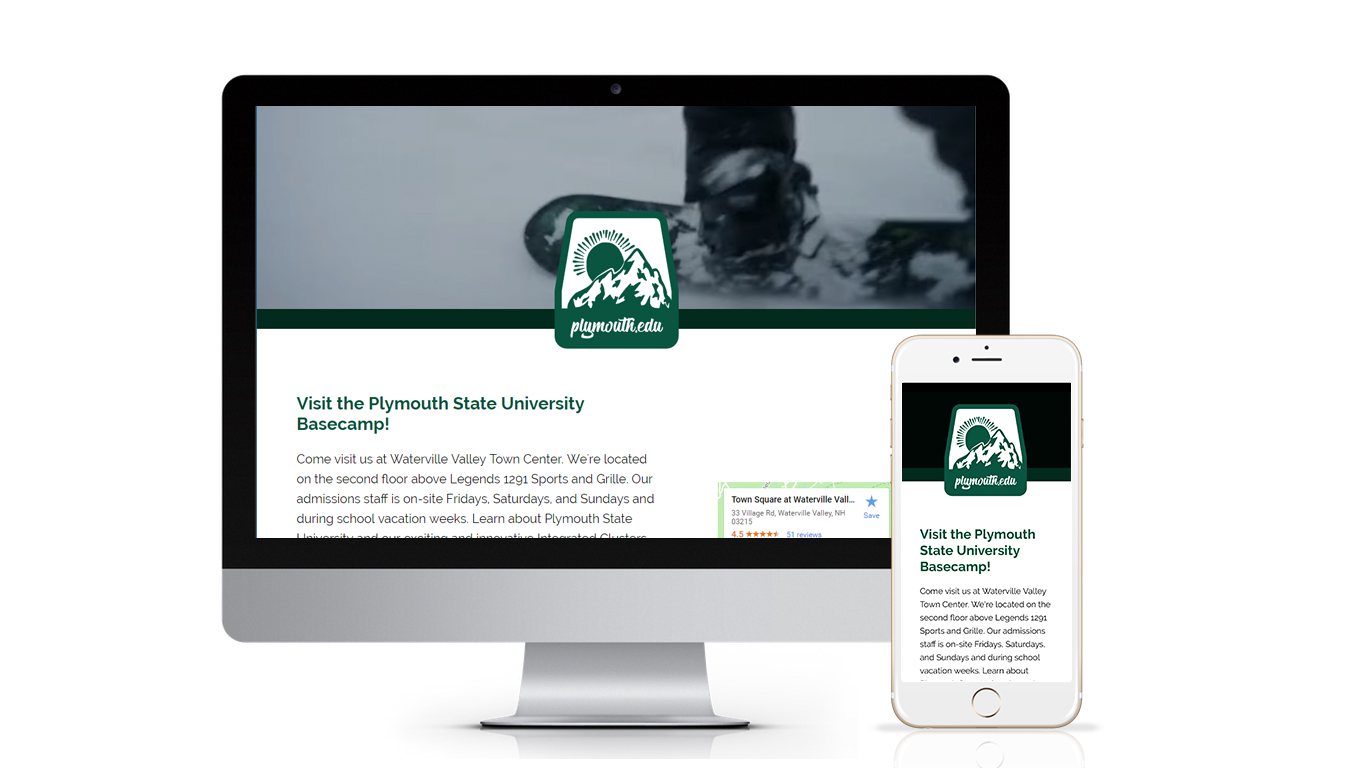 plymouth.edu
Visit the Plymouth State University
Basecamp!
Come visit us at Waterville Valley Town Center. We're located
on the second floor above Legends 1291 Sports and Grille. Our
admissions staff is on-site Fridays, Saturdays, and Sundays and
during school vacation weeks. Learn about Plymouth State
University and our exciting and innovative Integrated Clusters
Town Square at Waterville Vall...
33 Village Rd, Waterville Valley, NH
03215
Save
4.5 51 reviews
plymouth.edu
Visit the Plymouth
State University
Basecamp!
Come visit us at Waterville Valley
Town Center. We're located on the
second floor above Legends 1291
Sports and Grille. Our admissions
staff is on-site Fridays, Saturdays,
and Sundays and during school
vacation weeks. Learn about